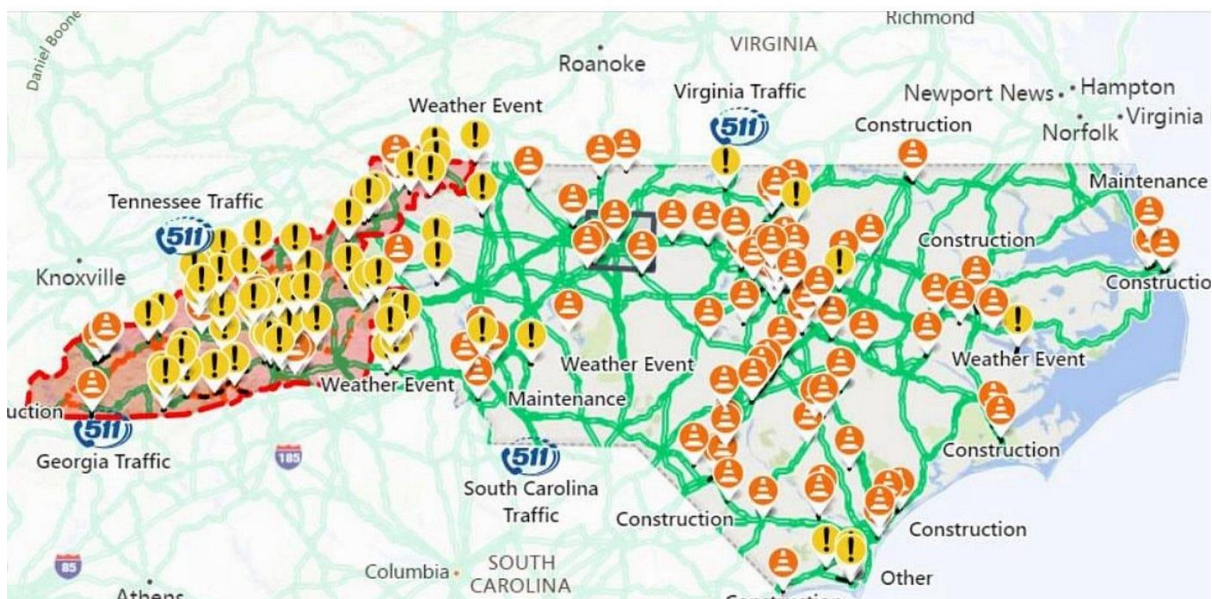 Richmond
Daniel Boone
VIRGINIA
Roanoke
Weather Event
Virginia Traffic
511
Newport News
Hampton
Virginia
Norfolk
Construction
Tennessee Traffic
511
Maintenance
Knoxville
Construction
Weather Event
Weather Event
Weather Event
Maintenance
511
Georgia Traffic
185
511
South Carolina
Traffic
Construction
Construction
Construction
85
Columbia
SOUTH
CAROLINA
Other